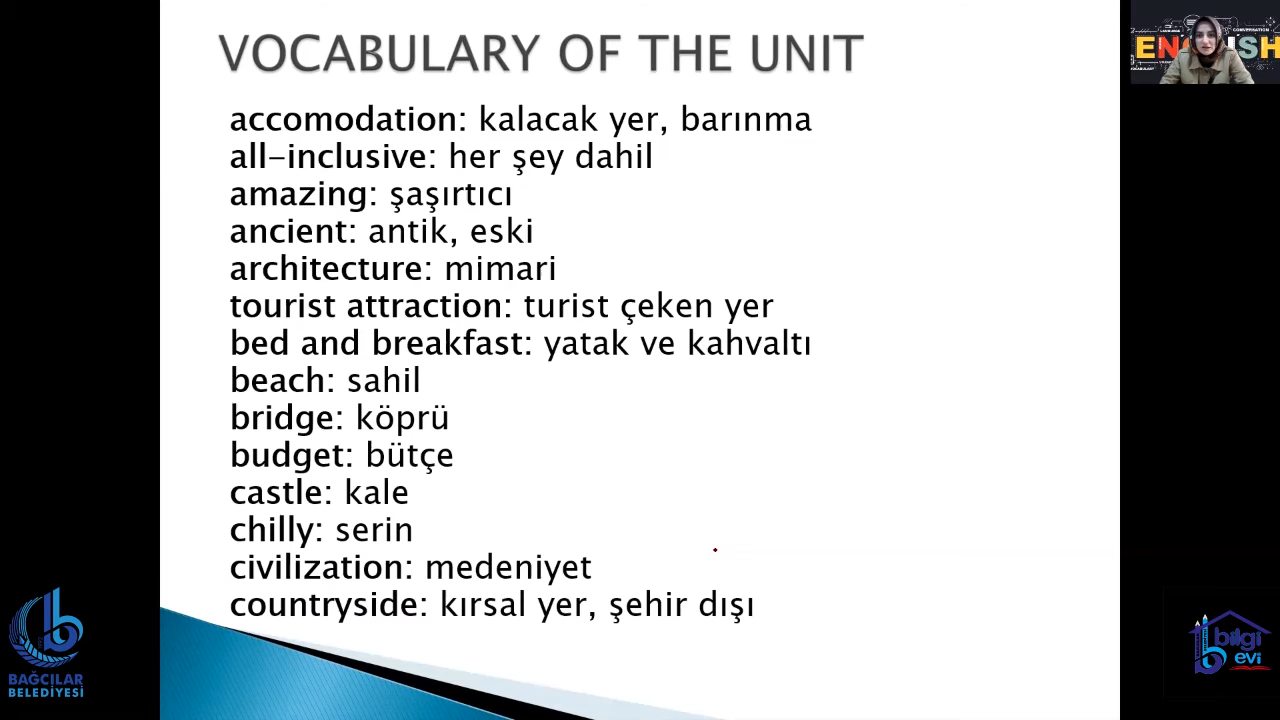 VOCABULARY OF THE UNIT
ENGLISH
CONVERSATION
accomodation: kalacak yer, barınma
all-inclusive: her şey dahil
amazing: şaşırtıcı
ancient: antik, eski
architecture: mimari
tourist attraction: turist çeken yer
bed and breakfast: yatak ve kahvaltı
beach: sahil
bridge: köprü
budget: bütçe
castle: kale
chilly: serin
civilization: medeniyet
countryside: kırsal yer, şehir dışı
BAĞCILAR
BELEDİYESİ
bilgi
evi